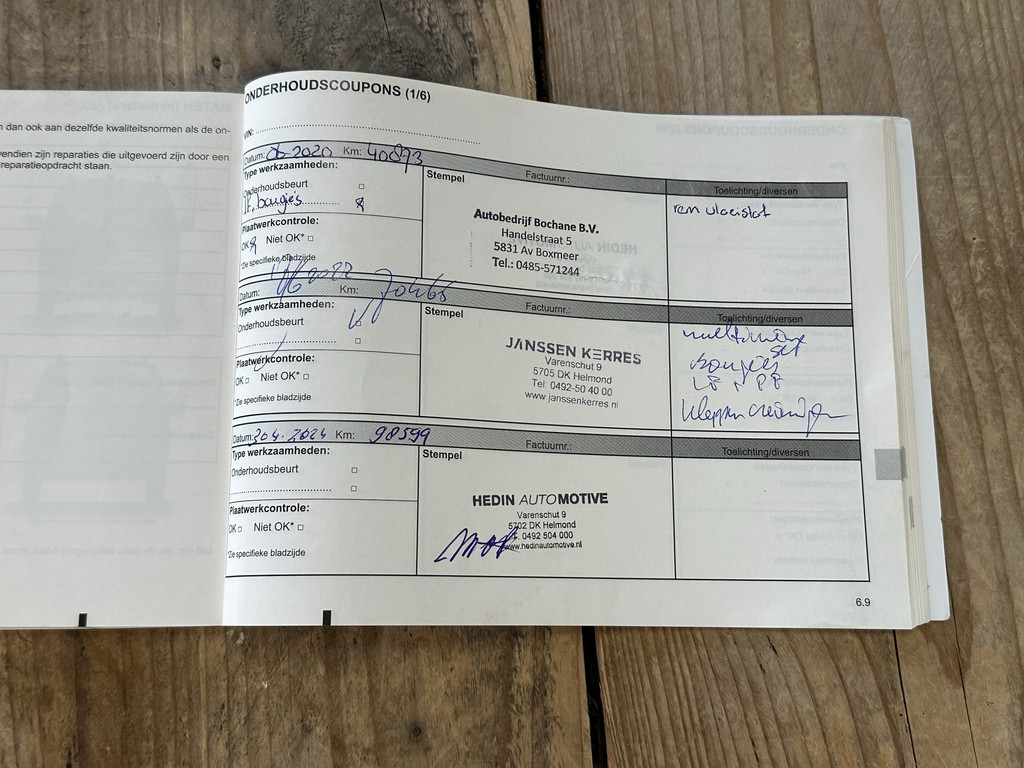 n dan ook aan dezelfde kwaliteitsnormen als de on-
vendien zijn reparaties die uitgevoerd zijn door een
reparatieopdracht staan.
ONDERHOUDSCOUPONS (1/6)
VIN:
Datum: 06-2020 Km: 40873
Type werkzaamheden:
Onderhoudsbeurt
bougies
Plaatwerkcontrole:
OK Niet OK*
*Zie specifieke bladzijde
Stempel
Factuurnr.:
Autobedrijf Bochane B.V.
Handelstraat 5
5831 Av Boxmeer
Tel.: 0485-571244
Toelichting/diversen
rem vloeistof
Datum: Km: 70465
Type werkzaamheden:
Onderhoudsbeurt
Plaatwerkcontrole:
OK Niet OK*
*Zie specifieke bladzijde
Stempel
Factuurnr.:
JANSSEN KERRES
Varenschut 9
5705 DK Helmond
Tel: 0492-50 40 00
www.janssenkerres.nl
Toelichting/diversen
set
bougies
Datum: Km: 98599
Type werkzaamheden:
Onderhoudsbeurt
Plaatwerkcontrole:
OK Niet OK*
*Zie specifieke bladzijde
Stempel
Factuurnr.:
HEDIN AUTOMOTIVE
Varenschut 9
5702 DK Helmond
T. 0492 504 000
www.hedinautomotive.nl
Toelichting/diversen
6.9